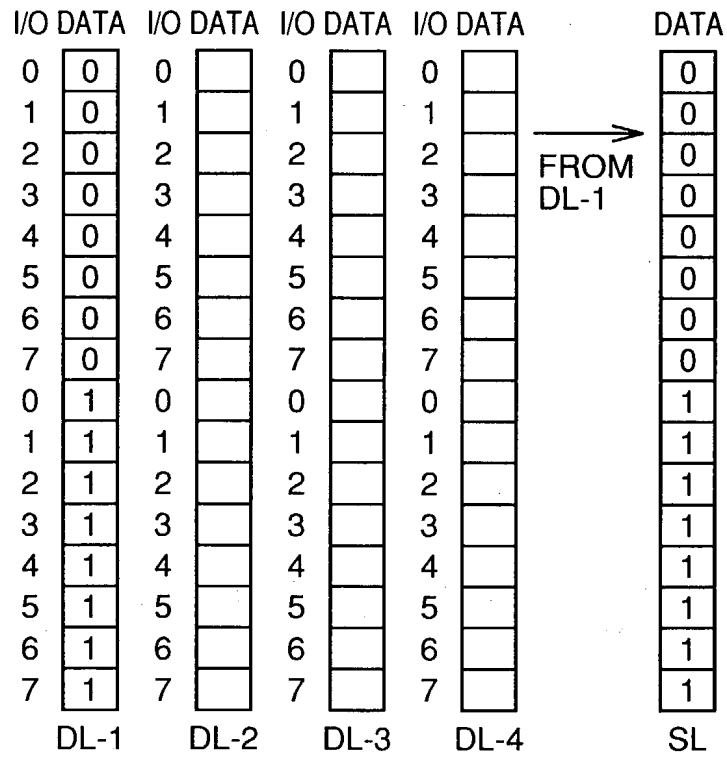 I/O DATA I/O DATA I/O DATA I/O DATA DATA
0 0 0 0 0 0
1 0 1 1 1 0
2 0 2 2 2 0
FROM
3 0 3 3 3 0
DL-1
4 0 4 4 4 0
5 0 5 5 5 0
6 0 6 6 6 0
7 0 7 7 7 0
0 1 0 0 0 1
1 1 1 1 1 1
2 1 2 2 2 1
3 1 3 3 3 1
4 1 4 4 4 1
5 1 5 5 5 1
6 1 6 6 6 1
7 1 7 7 7 1
DL-1 DL-2 DL-3 DL-4 SL